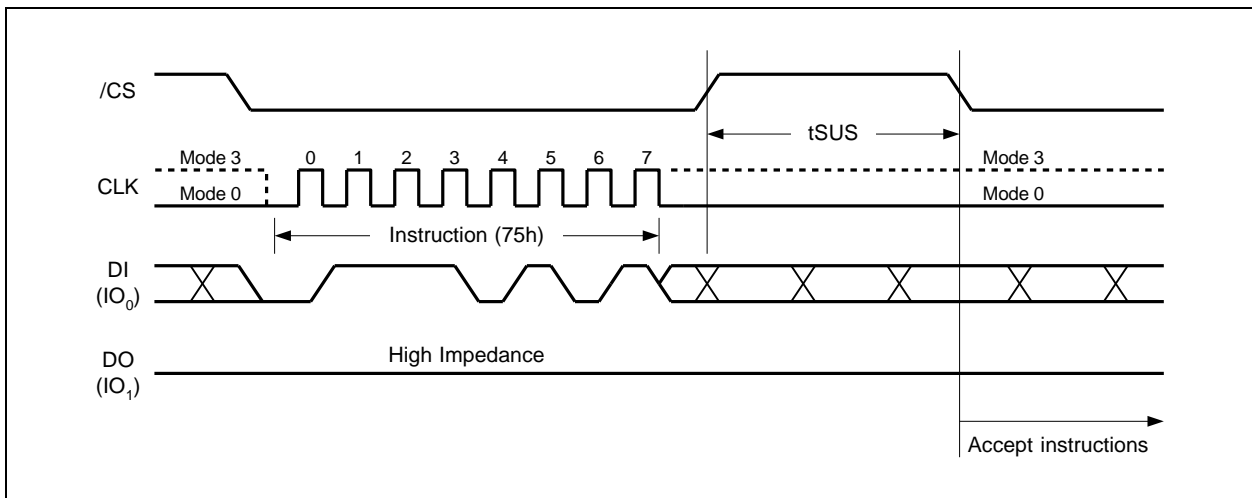 /CS
tSUS
Mode 3 0 1 2 3 4 5 6 7 Mode 3
CLK
Mode 0 Mode 0
Instruction (75h)
DI
(IO0)
High Impedance
DO
(IO1)
Accept instructions